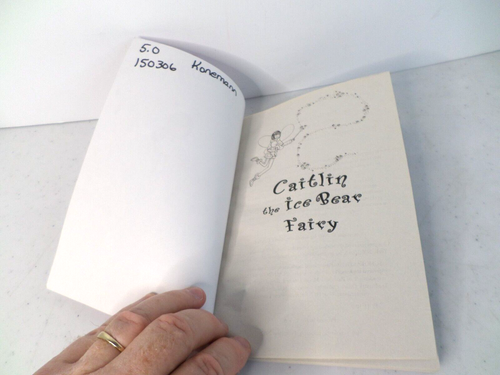 5.0
150306 Konemann
Caitlin
the Ice Bear
Fairy